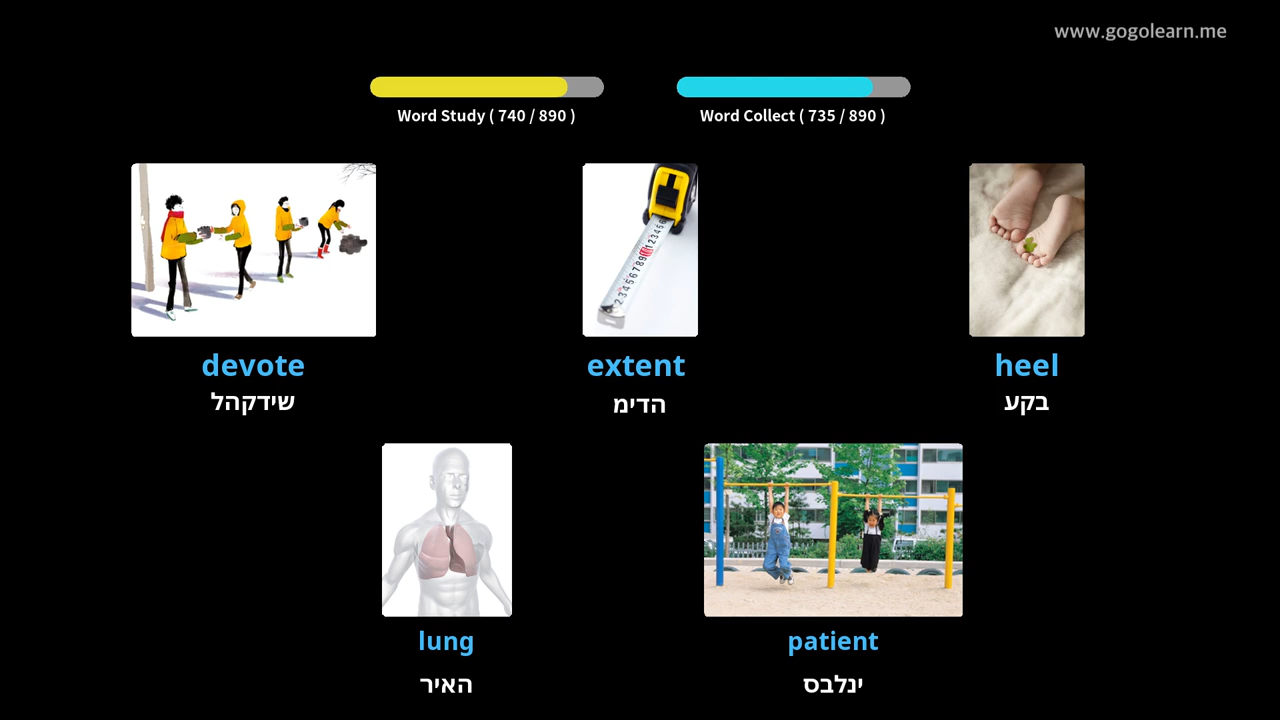 www.gogolearn.me
Word Study ( 740 / 890 )
Word Collect ( 735 / 890 )
devote
שידקהל
extent
הדימ
heel
בקע
lung
האיר
patient
ינלבס